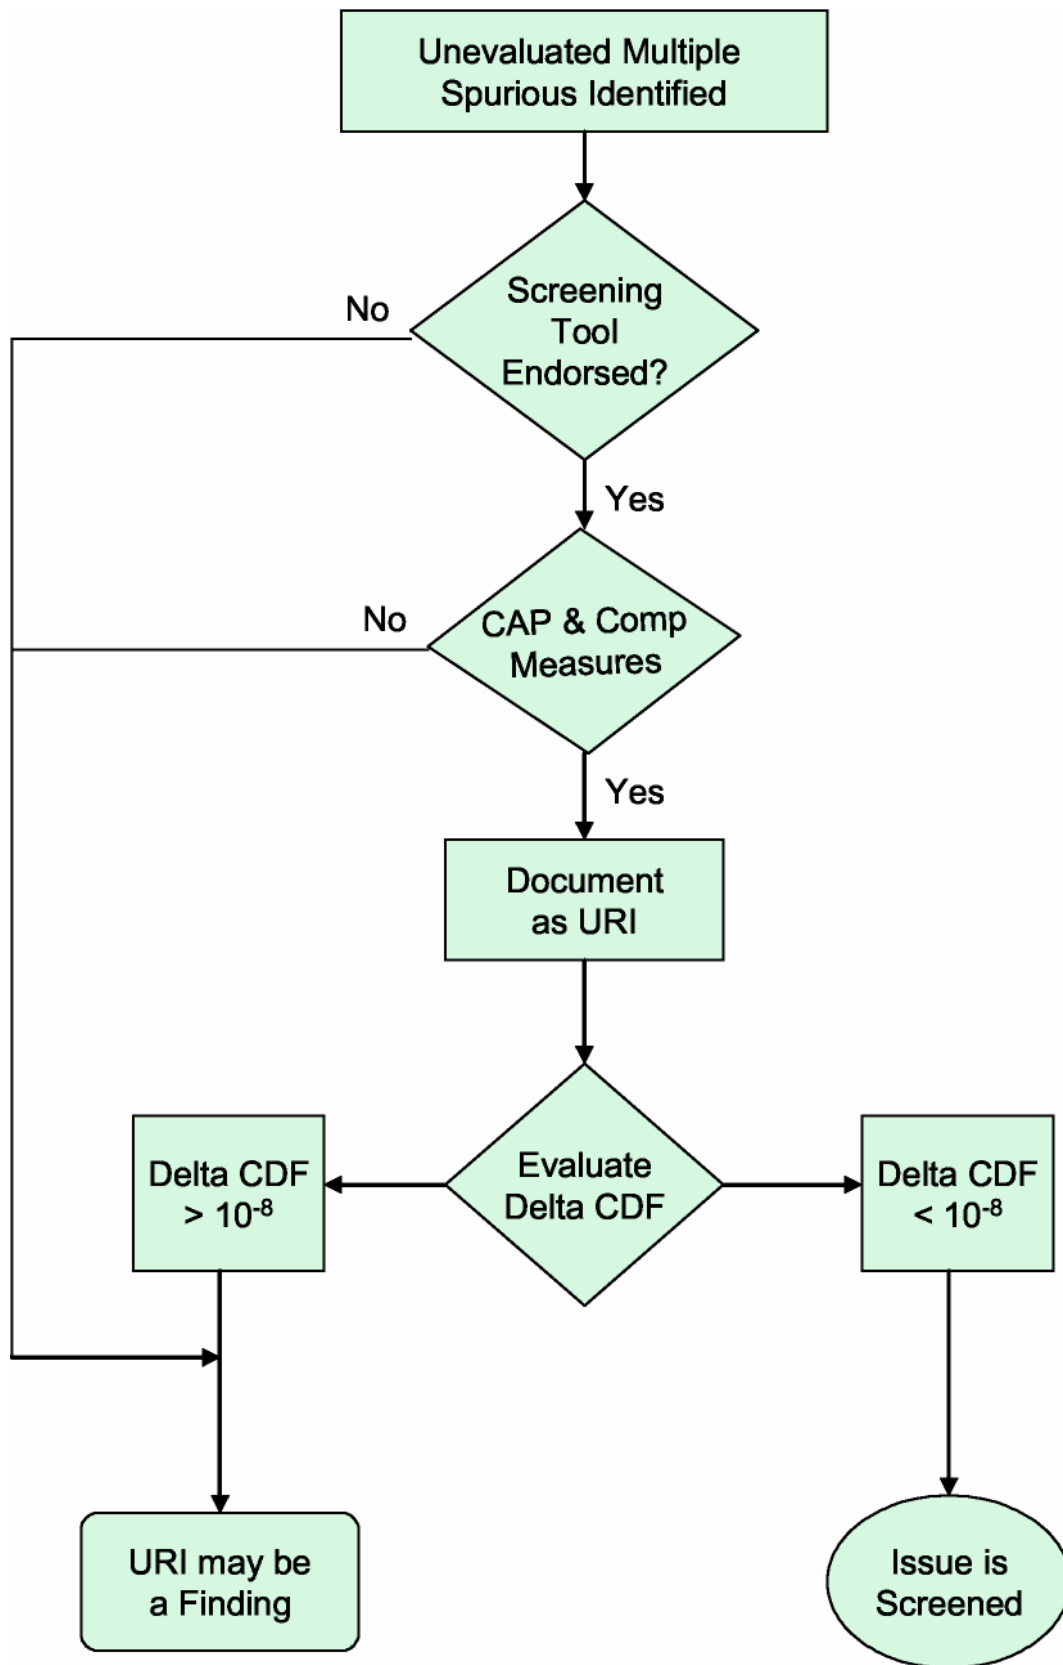 Unevaluated Multiple
Spurious Identified
Screening
Tool
Endorsed?
No
Yes
CAP & Comp
Measures
No
Yes
Document
as URI
Evaluate
Delta CDF
Delta CDF
> 10⁻⁸
Delta CDF
< 10⁻⁸
URI may be
a Finding
Issue is
Screened